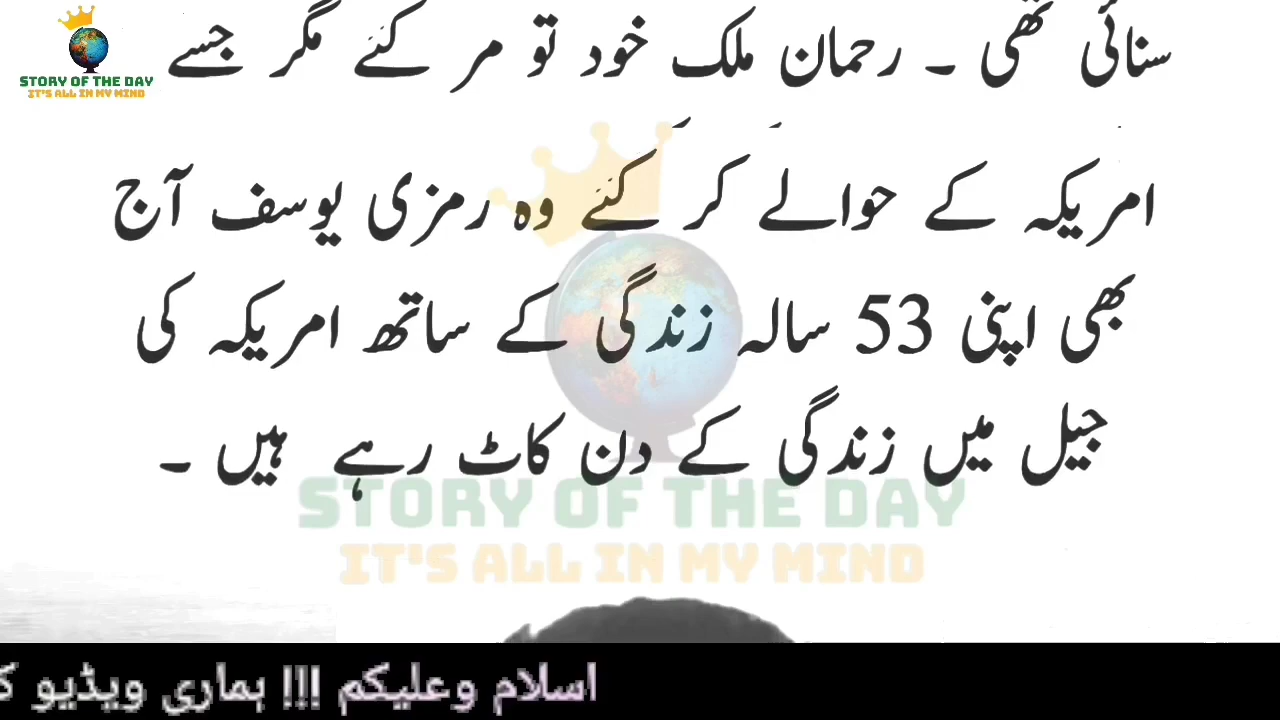 سنائی تھی ۔ رحمان ملک خود تو مر گئے مگر جسے
امریکہ کے حوالے کر گئے وہ رمزی یوسف آج
بھی اپنی 53 سالہ زندگی کے ساتھ امریکہ کی
جیل میں زندگی کے دن کاٹ رہے ہیں ۔
STORY OF THE DAY
IT'S ALL IN MY MIND
STORY OF THE DAY
IT'S ALL IN MY MIND
اسلام وعلیکم !!! ہماری ویڈیو